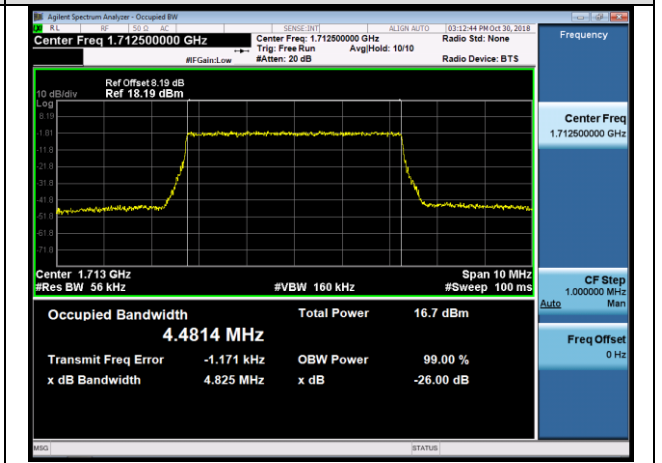 Agilent Spectrum Analyzer - Occupied BW
RL RF 50 Ω AC SENSE:INT ALIGN AUTO 03:12:44 PM Oct 30, 2018
Center Freq 1.712500000 GHz
Center Freq: 1.712500000 GHz
Radio Std: None
Trig: Free Run Avg|Hold: 10/10
#IFGain:Low #Atten: 20 dB Radio Device: BTS
Frequency
Ref Offset 8.19 dB
10 dB/div Ref 18.19 dBm
Log
8.19
-1.81
-11.8
-21.8
-31.8
-41.8
-51.8
-61.8
-71.8
Center 1.713 GHz Span 10 MHz
#Res BW 56 kHz #VBW 160 kHz #Sweep 100 ms
Occupied Bandwidth Total Power 16.7 dBm
4.4814 MHz
Transmit Freq Error -1.171 kHz OBW Power 99.00 %
x dB Bandwidth 4.825 MHz x dB -26.00 dB
Center Freq
1.712500000 GHz
CF Step
1.000000 MHz
Auto Man
Freq Offset
0 Hz
MSG STATUS